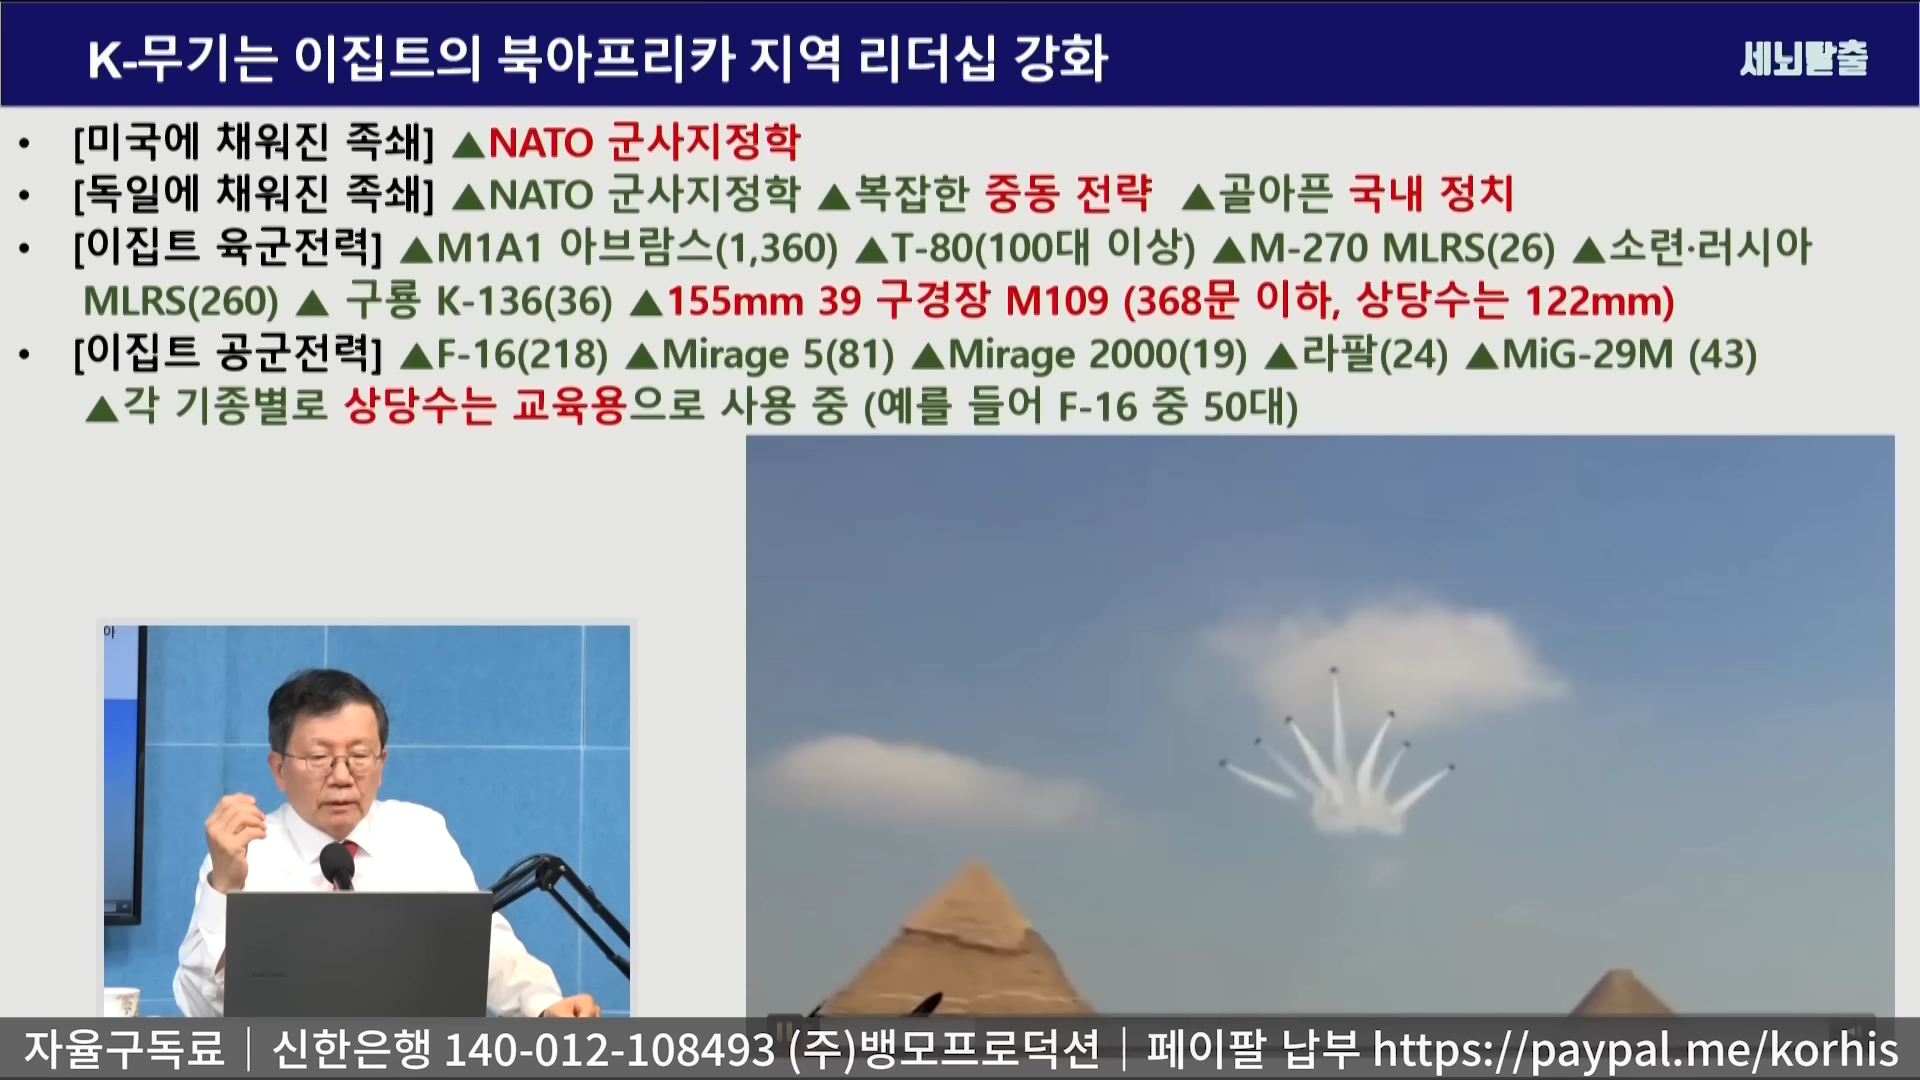 K-무기는 이집트의 북아프리카 지역 리더십 강화
세뇌탈출
• [미국에 채워진 족쇄] ▲NATO 군사지정학
• [독일에 채워진 족쇄] ▲NATO 군사지정학 ▲복잡한 중동 전략 ▲골아픈 국내 정치
• [이집트 육군전력] ▲M1A1 아브람스(1,360) ▲T-80(100대 이상) ▲M-270 MLRS(26) ▲소련·러시아
MLRS(260) ▲ 구룡 K-136(36) ▲155mm 39 구경장 M109 (368문 이하, 상당수는 122mm)
• [이집트 공군전력] ▲F-16(218) ▲Mirage 5(81) ▲Mirage 2000(19) ▲라팔(24) ▲MiG-29M (43)
▲각 기종별로 상당수는 교육용으로 사용 중 (예를 들어 F-16 중 50대)
아
자율구독료｜신한은행 140-012-108493 (주)뱅모프로덕션｜페이팔 납부 https://paypal.me/korhis